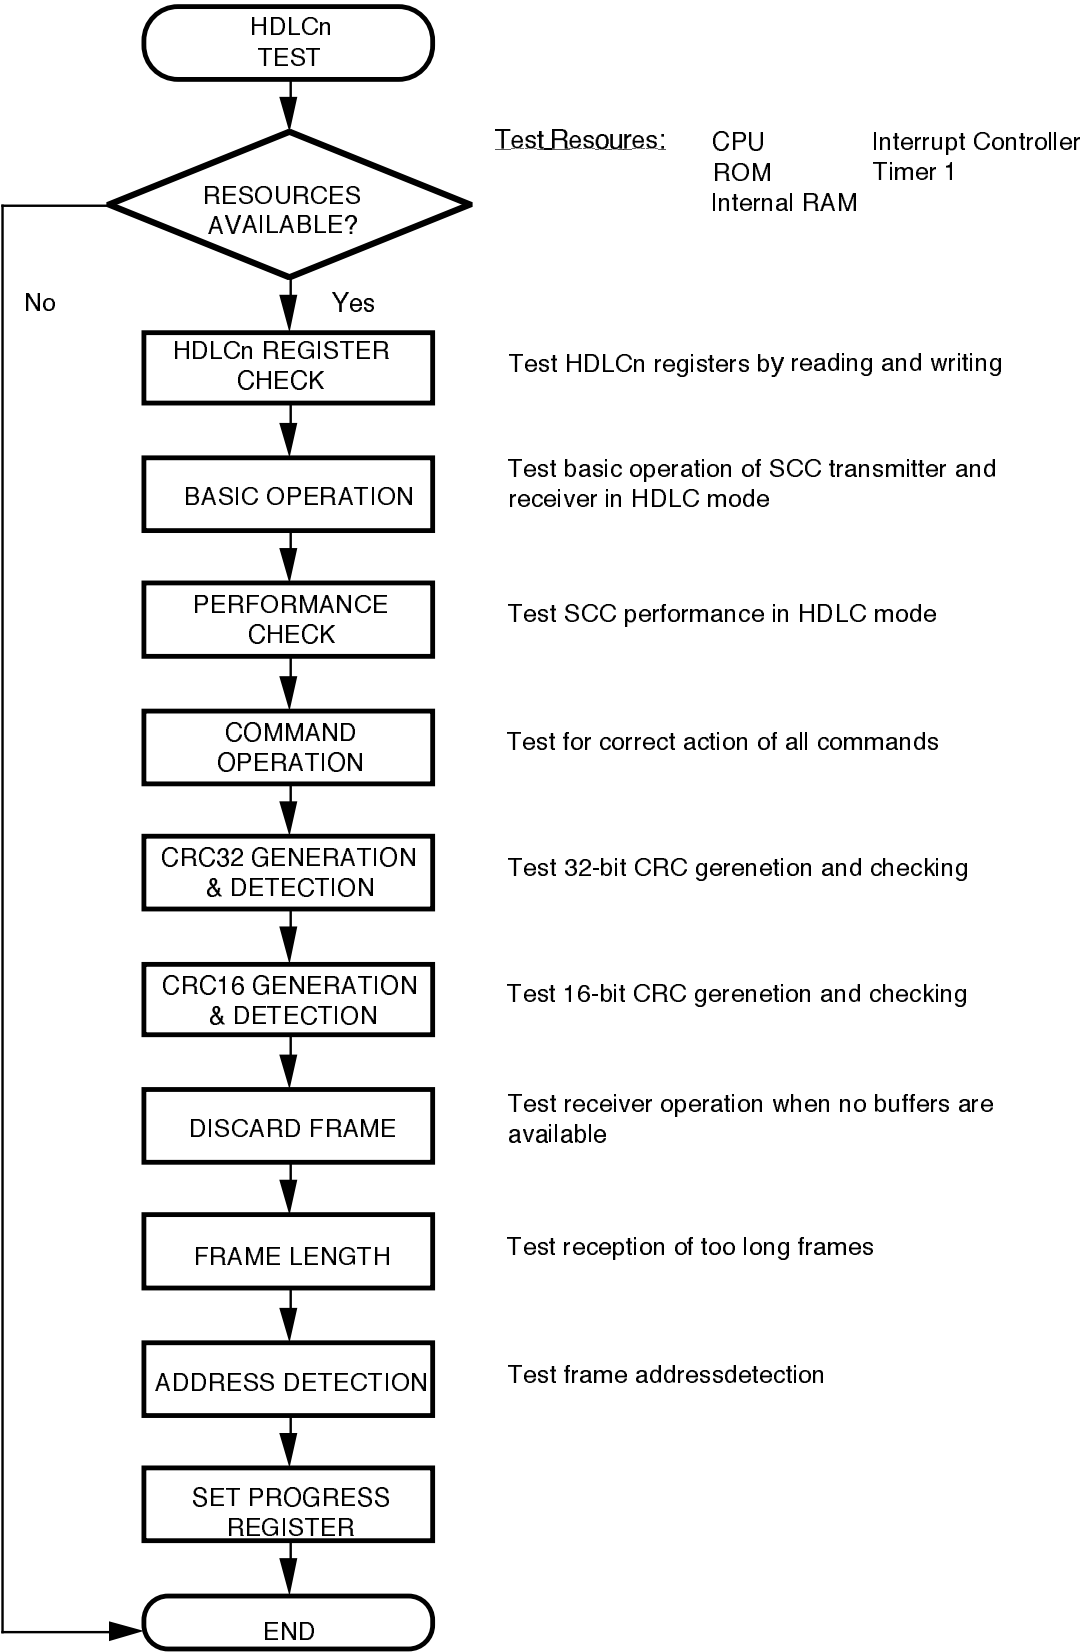 HDLCn
TEST
Test Resoures:
CPU
Interrupt Controller
ROM
Timer 1
Internal RAM
RESOURCES
AVAILABLE?
No
Yes
HDLCn REGISTER
CHECK
Test HDLCn registers by reading and writing
BASIC OPERATION
Test basic operation of SCC transmitter and
receiver in HDLC mode
PERFORMANCE
CHECK
Test SCC performance in HDLC mode
COMMAND
OPERATION
Test for correct action of all commands
CRC32 GENERATION
& DETECTION
Test 32-bit CRC gerenetion and checking
CRC16 GENERATION
& DETECTION
Test 16-bit CRC gerenetion and checking
DISCARD FRAME
Test receiver operation when no buffers are
available
FRAME LENGTH
Test reception of too long frames
ADDRESS DETECTION
Test frame addressdetection
SET PROGRESS
REGISTER
END